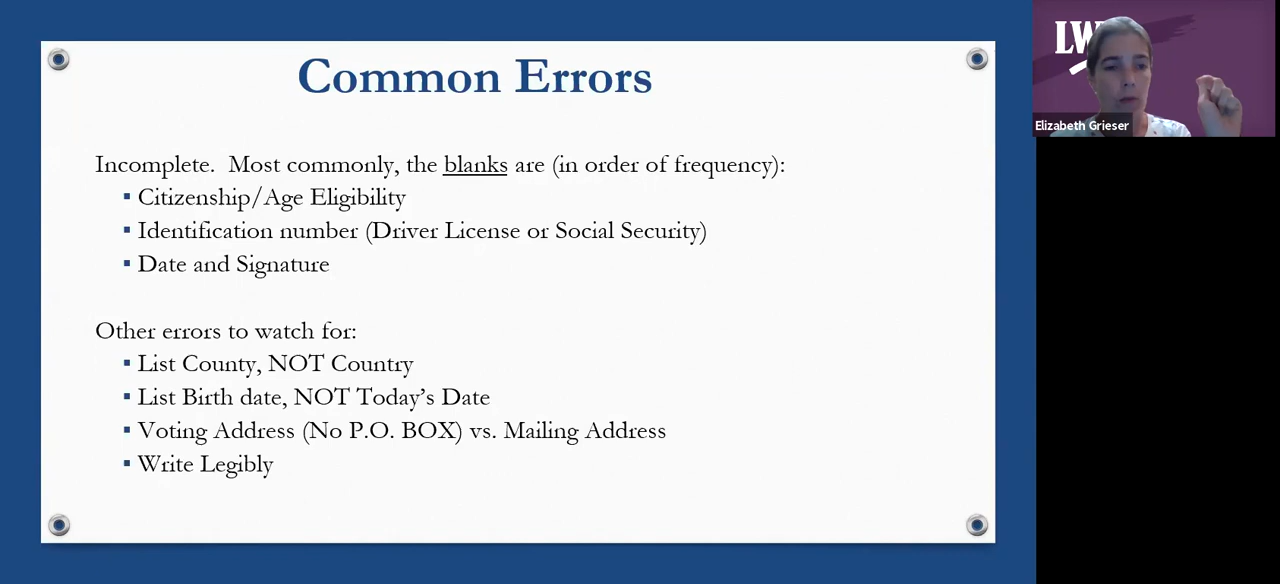 Common Errors
Incomplete.  Most commonly, the blanks are (in order of frequency):
▪ Citizenship/Age Eligibility
▪ Identification number (Driver License or Social Security)
▪ Date and Signature
Other errors to watch for:
▪ List County, NOT Country
▪ List Birth date, NOT Today's Date
▪ Voting Address (No P.O. BOX) vs. Mailing Address
▪ Write Legibly
LW
Elizabeth Grieser